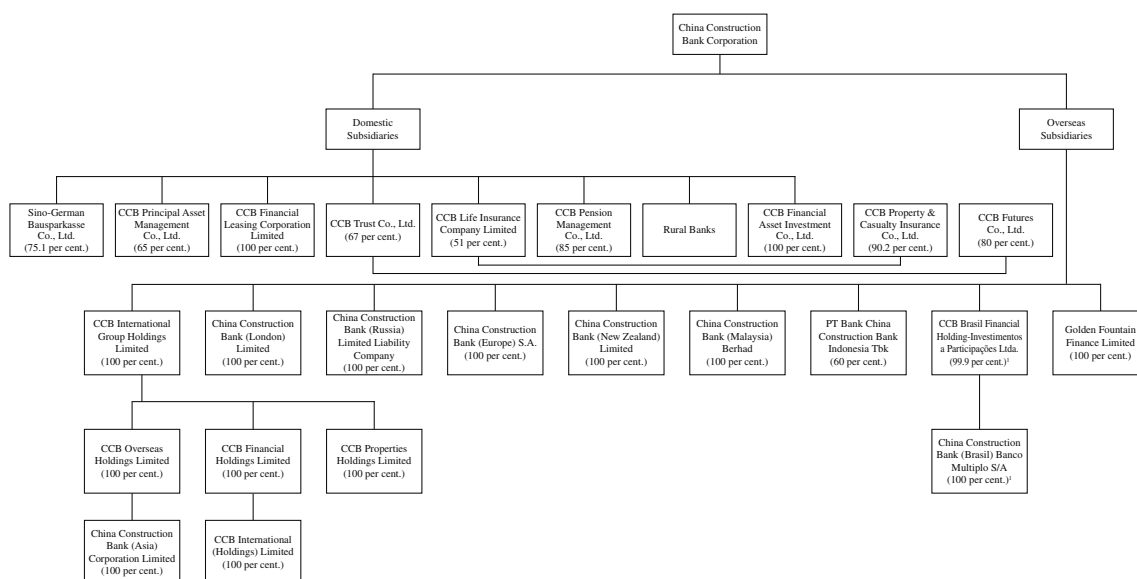 China Construction
Bank Corporation
Domestic
Subsidiaries
Overseas
Subsidiaries
Sino-German
Bausparkasse
Co., Ltd.
(75.1 per cent.)
CCB Principal Asset
Management
Co., Ltd.
(65 per cent.)
CCB Financial
Leasing Corporation
Limited
(100 per cent.)
CCB Trust Co., Ltd.
(67 per cent.)
CCB Life Insurance
Company Limited
(51 per cent.)
CCB Pension
Management
Co., Ltd.
(85 per cent.)
Rural Banks
CCB Financial
Asset Investment
Co., Ltd.
(100 per cent.)
CCB Property &
Casualty Insurance
Co., Ltd.
(90.2 per cent.)
CCB Futures
Co., Ltd.
(80 per cent.)
CCB International
Group Holdings
Limited
(100 per cent.)
China Construction
Bank (London)
Limited
(100 per cent.)
China Construction
Bank (Russia)
Limited Liability
Company
(100 per cent.)
China Construction
Bank (Europe) S.A.
(100 per cent.)
China Construction
Bank (New Zealand)
Limited
(100 per cent.)
China Construction
Bank (Malaysia)
Berhad
(100 per cent.)
PT Bank China
Construction Bank
Indonesia Tbk
(60 per cent.)
CCB Brasil Financial
Holding-Investimentos
a Participações Ltda.
(99.9 per cent.)¹
Golden Fountain
Finance Limited
(100 per cent.)
CCB Overseas
Holdings Limited
(100 per cent.)
CCB Financial
Holdings Limited
(100 per cent.)
CCB Properties
Holdings Limited
(100 per cent.)
China Construction
Bank (Brasil) Banco
Multiplo S/A
(100 per cent.)¹
China Construction
Bank (Asia)
Corporation Limited
(100 per cent.)
CCB International
(Holdings) Limited
(100 per cent.)